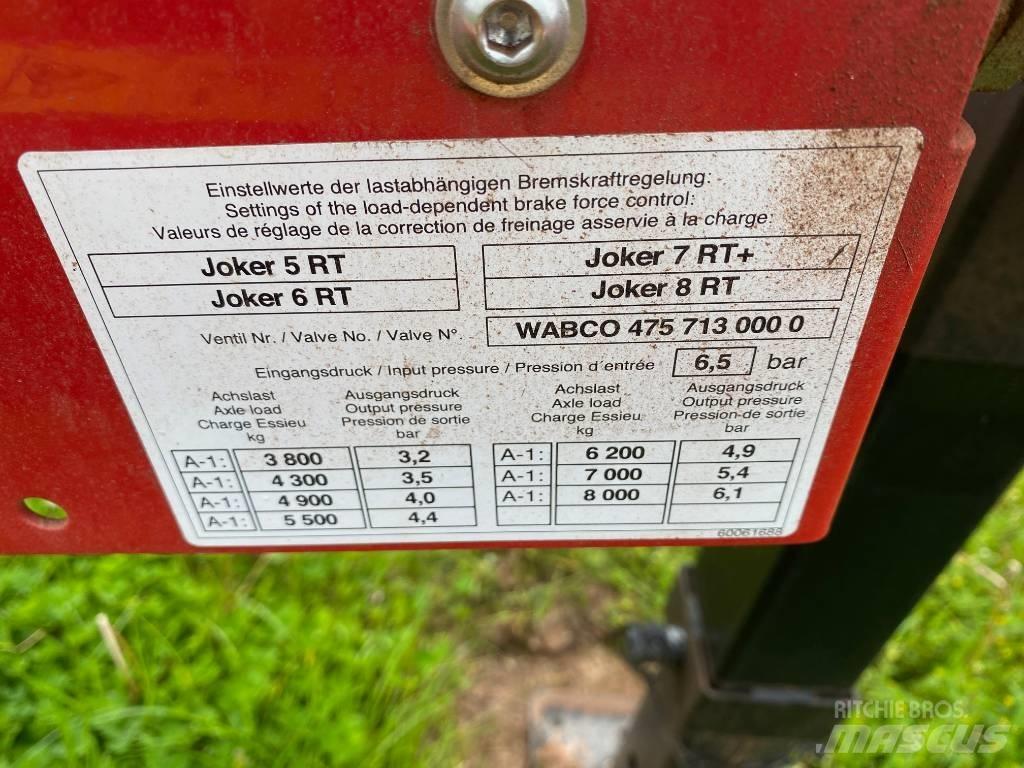 Einstellwerte der lastabhängigen Bremskraftregelung:
Settings of the load-dependent brake force control:
Valeurs de réglage de la correction de freinage asservie à la charge:
Joker 5 RT
Joker 6 RT
Joker 7 RT+
Joker 8 RT
Ventil Nr. / Valve No. / Valve N°.
WABCO 475 713 000 0
Eingangsdruck / Input pressure / Pression d'entrée 6,5 bar
Achslast
Axle load
Charge Essieu
kg
Ausgangsdruck
Output pressure
Pression de sortie
bar
A-1: 3 800 3,2
A-1: 4 300 3,5
A-1: 4 900 4,0
A-1: 5 500 4,4
Achslast
Axle load
Charge Essieu
kg
Ausgangsdruck
Output pressure
Pression de sortie
bar
A-1: 6 200 4,9
A-1: 7 000 5,4
A-1: 8 000 6,1
60061688
RITCHIE BROS.
MASCUS